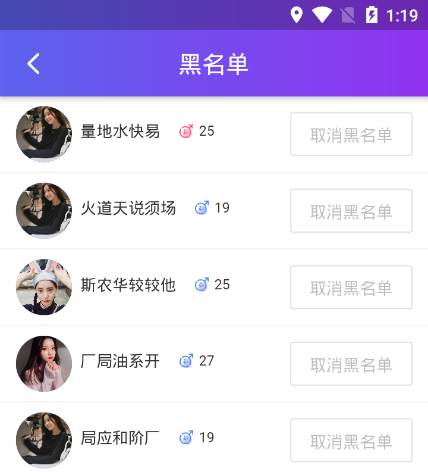 1:19
黑名单
量地水快易 25 取消黑名单
火道天说须场 19 取消黑名单
斯农华较较他 25 取消黑名单
厂局油系开 27 取消黑名单
局应和阶厂 19 取消黑名单